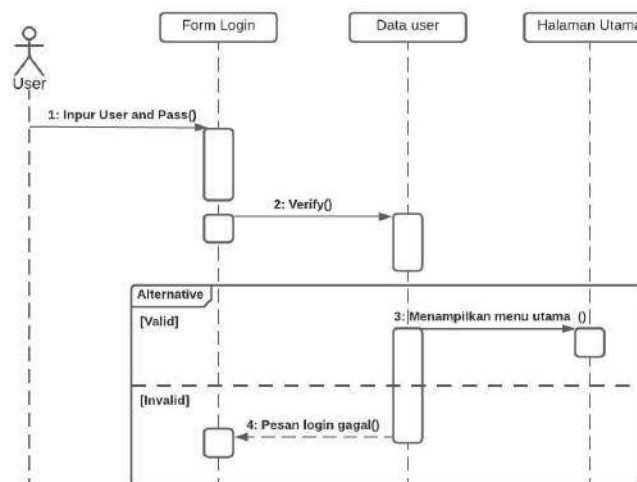 Form Login
Data user
Halaman Utama
User
1: Inpur User and Pass()
2: Verify()
Alternative
[Valid]
3: Menampilkan menu utama ()
[Invalid]
4: Pesan login gagal()